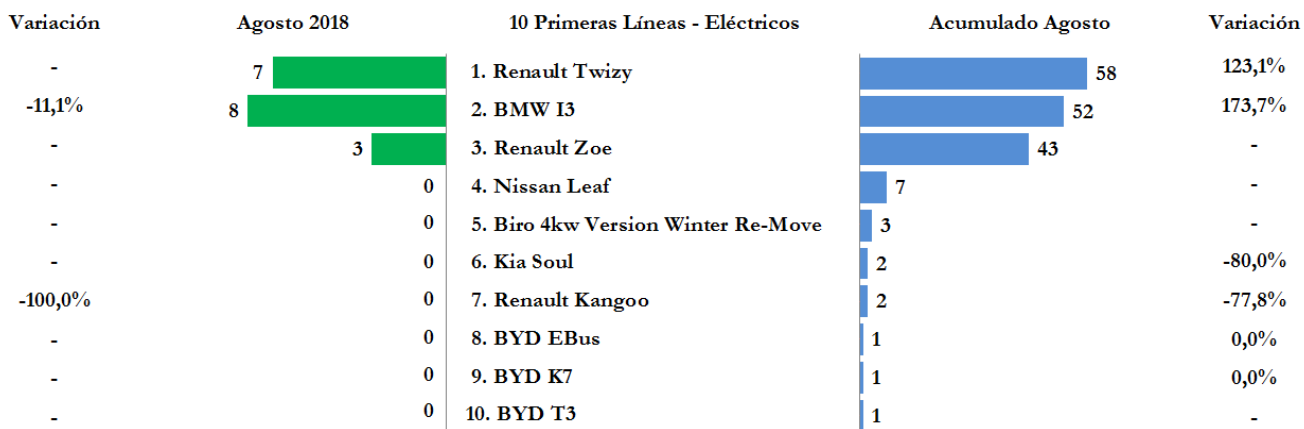 Variación Agosto 2018 10 Primeras Líneas - Eléctricos Acumulado Agosto Variación
- 7 1. Renault Twizy 58 123,1%
-11,1% 8 2. BMW I3 52 173,7%
- 3 3. Renault Zoe 43 -
- 0 4. Nissan Leaf 7 -
- 0 5. Biro 4kw Version Winter Re-Move 3 -
- 0 6. Kia Soul 2 -80,0%
-100,0% 0 7. Renault Kangoo 2 -77,8%
- 0 8. BYD EBus 1 0,0%
- 0 9. BYD K7 1 0,0%
- 0 10. BYD T3 1 -